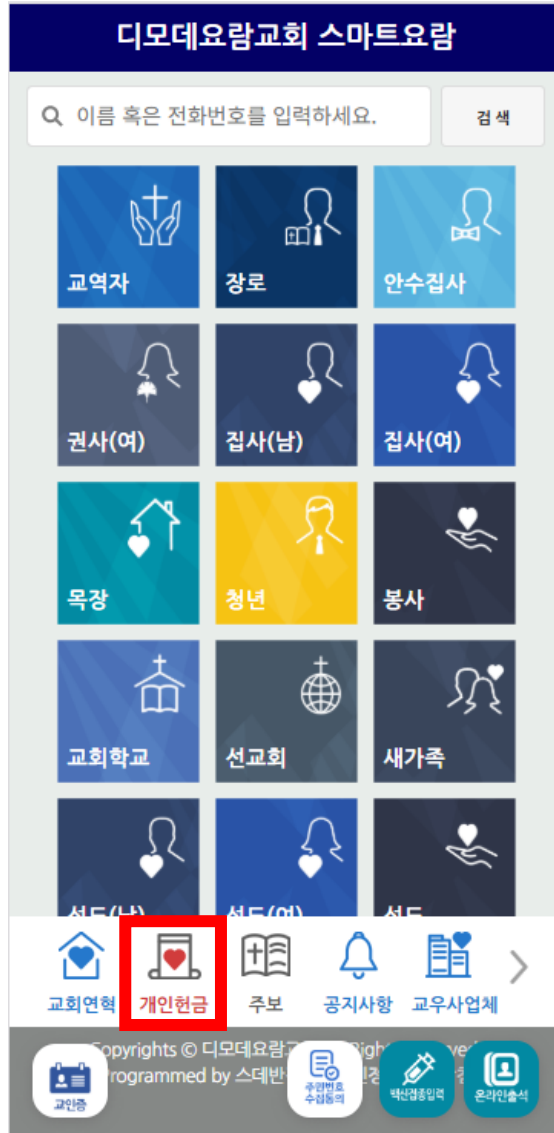 디모데요람교회 스마트요람
이름 혹은 전화번호를 입력하세요.
검색
교역자
장로
안수집사
권사(여)
집사(남)
집사(여)
목장
청년
봉사
교회학교
선교회
새가족
교회연혁
개인헌금
주보
공지사항
교우사업체
Copyrights © 디모데요람
Programmed by 스데반
교인증
주민번호
수집동의
백신접종입력
온라인출석